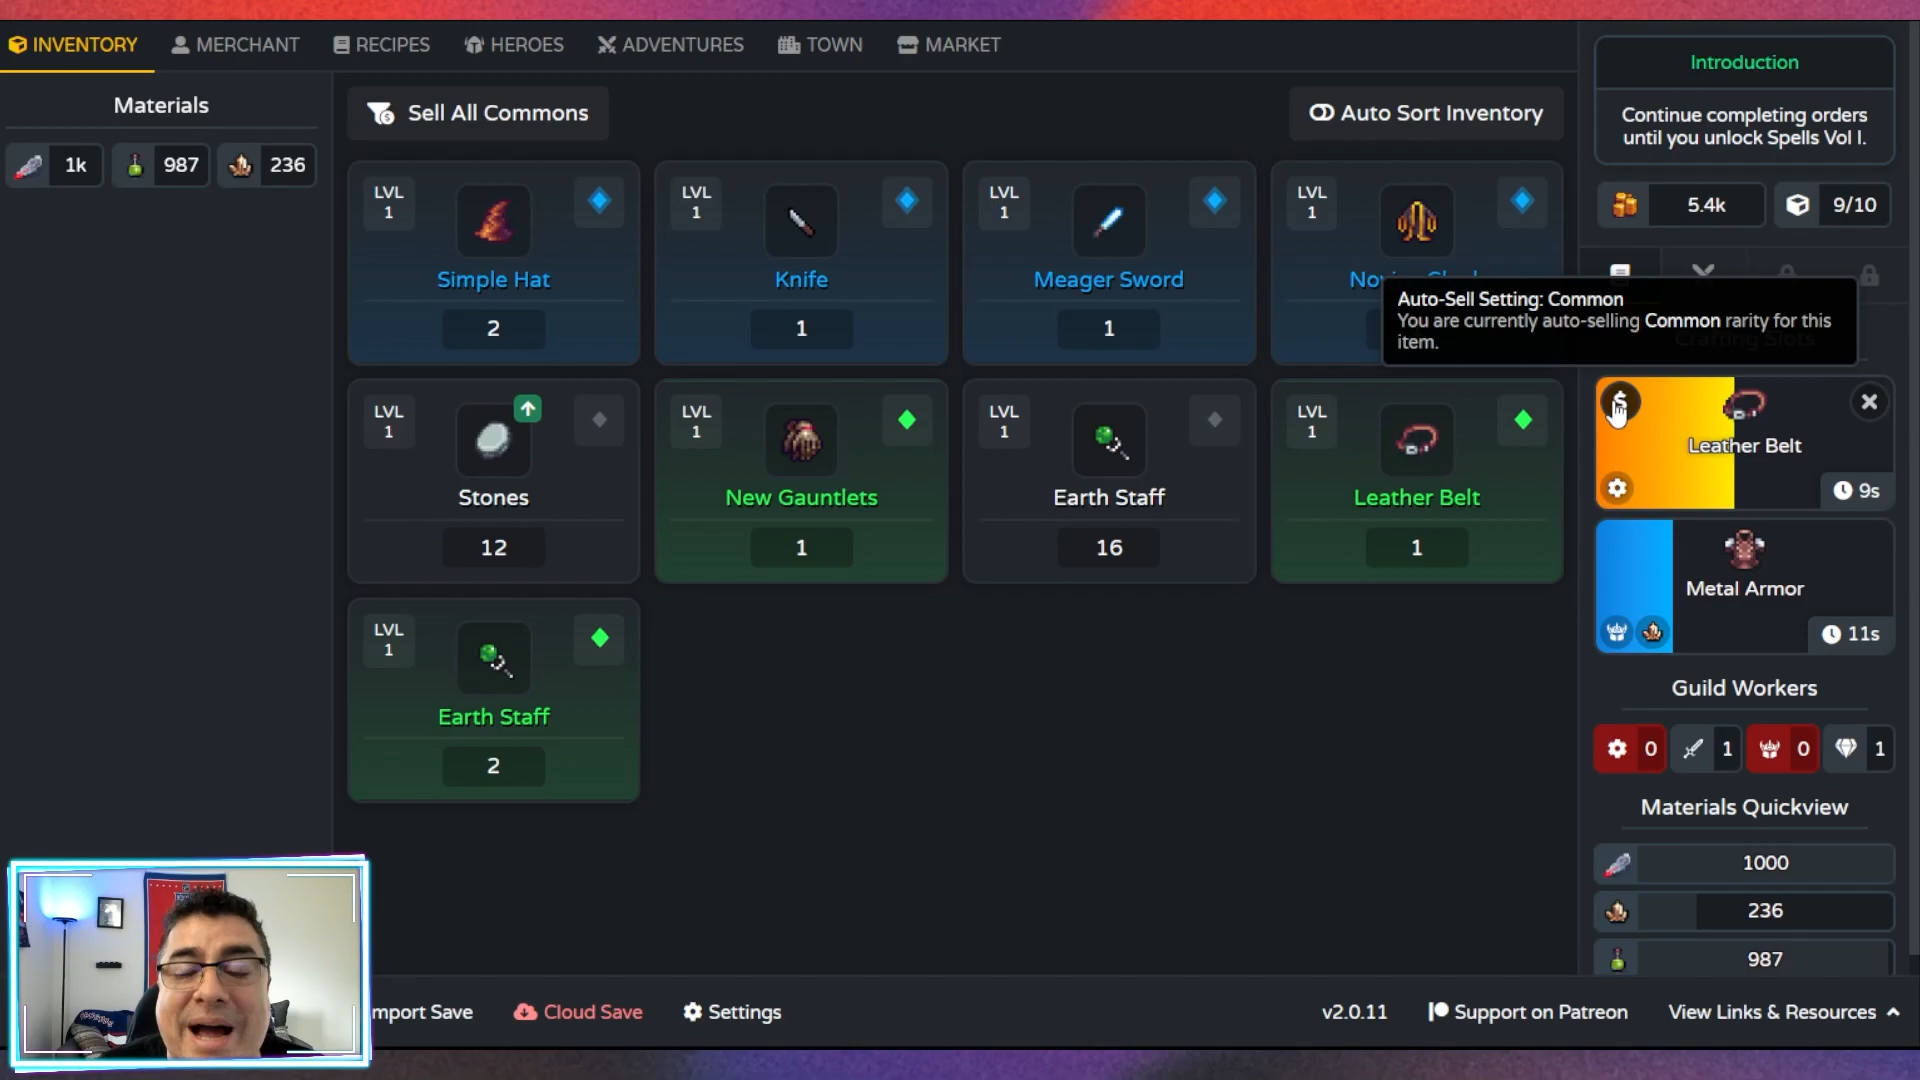 INVENTORY
MERCHANT
RECIPES
HEROES
ADVENTURES
TOWN
MARKET
Materials
1k
987
236
Sell All Commons
Auto Sort Inventory
LVL
1
Simple Hat
2
LVL
1
Knife
1
LVL
1
Meager Sword
1
LVL
1
LVL
1
Stones
12
LVL
1
New Gauntlets
1
LVL
1
Earth Staff
16
LVL
1
Leather Belt
1
LVL
1
Earth Staff
2
Introduction
Continue completing orders
until you unlock Spells Vol I.
5.4k
9/10
Auto-Sell Setting: Common
You are currently auto-selling Common rarity for this
item.
Crafting Slots
Leather Belt
9s
Metal Armor
11s
Guild Workers
0
1
0
1
Materials Quickview
1000
236
987
mport Save
Cloud Save
Settings
v2.0.11
Support on Patreon
View Links & Resources